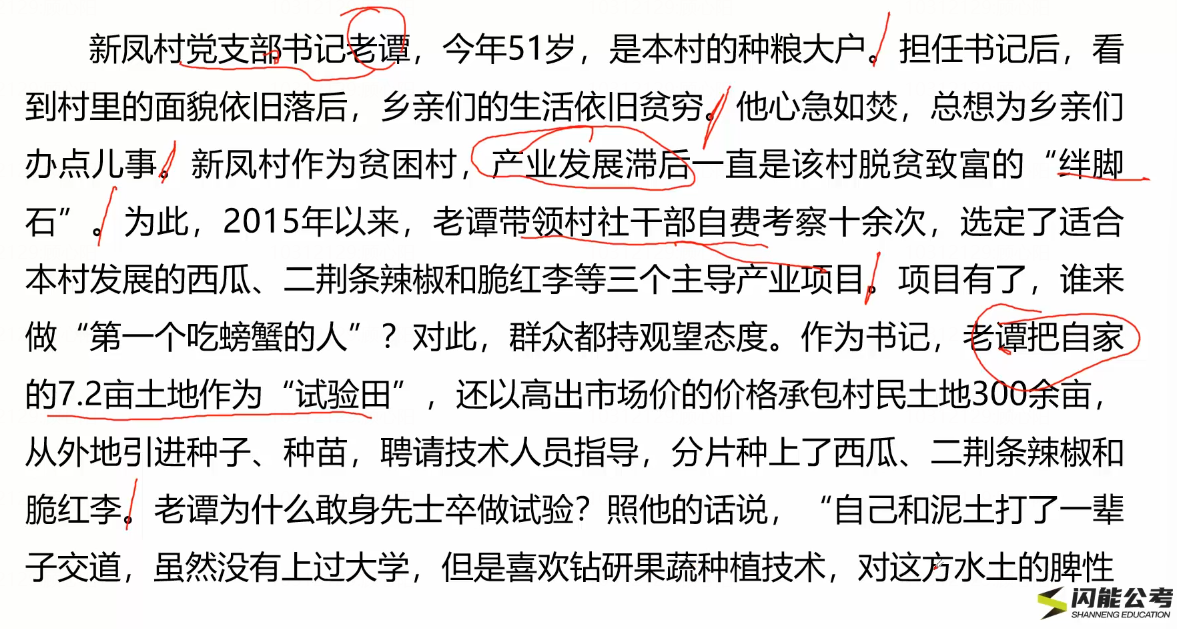 新凤村党支部书记老谭，今年51岁，是本村的种粮大户。担任书记后，看
到村里的面貌依旧落后，乡亲们的生活依旧贫穷。他心急如焚，总想为乡亲们
办点儿事。新凤村作为贫困村，产业发展滞后一直是该村脱贫致富的“绊脚
石”。为此，2015年以来，老谭带领村社干部自费考察十余次，选定了适合
本村发展的西瓜、二荆条辣椒和脆红李等三个主导产业项目。项目有了，谁来
做“第一个吃螃蟹的人”？对此，群众都持观望态度。作为书记，老谭把自家
的7.2亩土地作为“试验田”，还以高出市场价的价格承包村民土地300余亩，
从外地引进种子、种苗，聘请技术人员指导，分片种上了西瓜、二荆条辣椒和
脆红李。老谭为什么敢身先士卒做试验？照他的话说，“自己和泥土打了一辈
子交道，虽然没有上过大学，但是喜欢钻研果蔬种植技术，对这方水土的脾性
闪能公考
SHANNENG EDUCATION